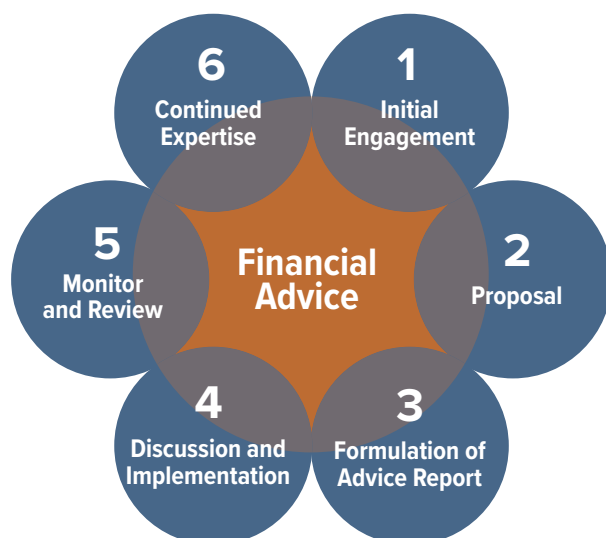 Financial
Advice
1
Initial
Engagement
2
Proposal
3
Formulation of
Advice Report
4
Discussion and
Implementation
5
Monitor
and Review
6
Continued
Expertise